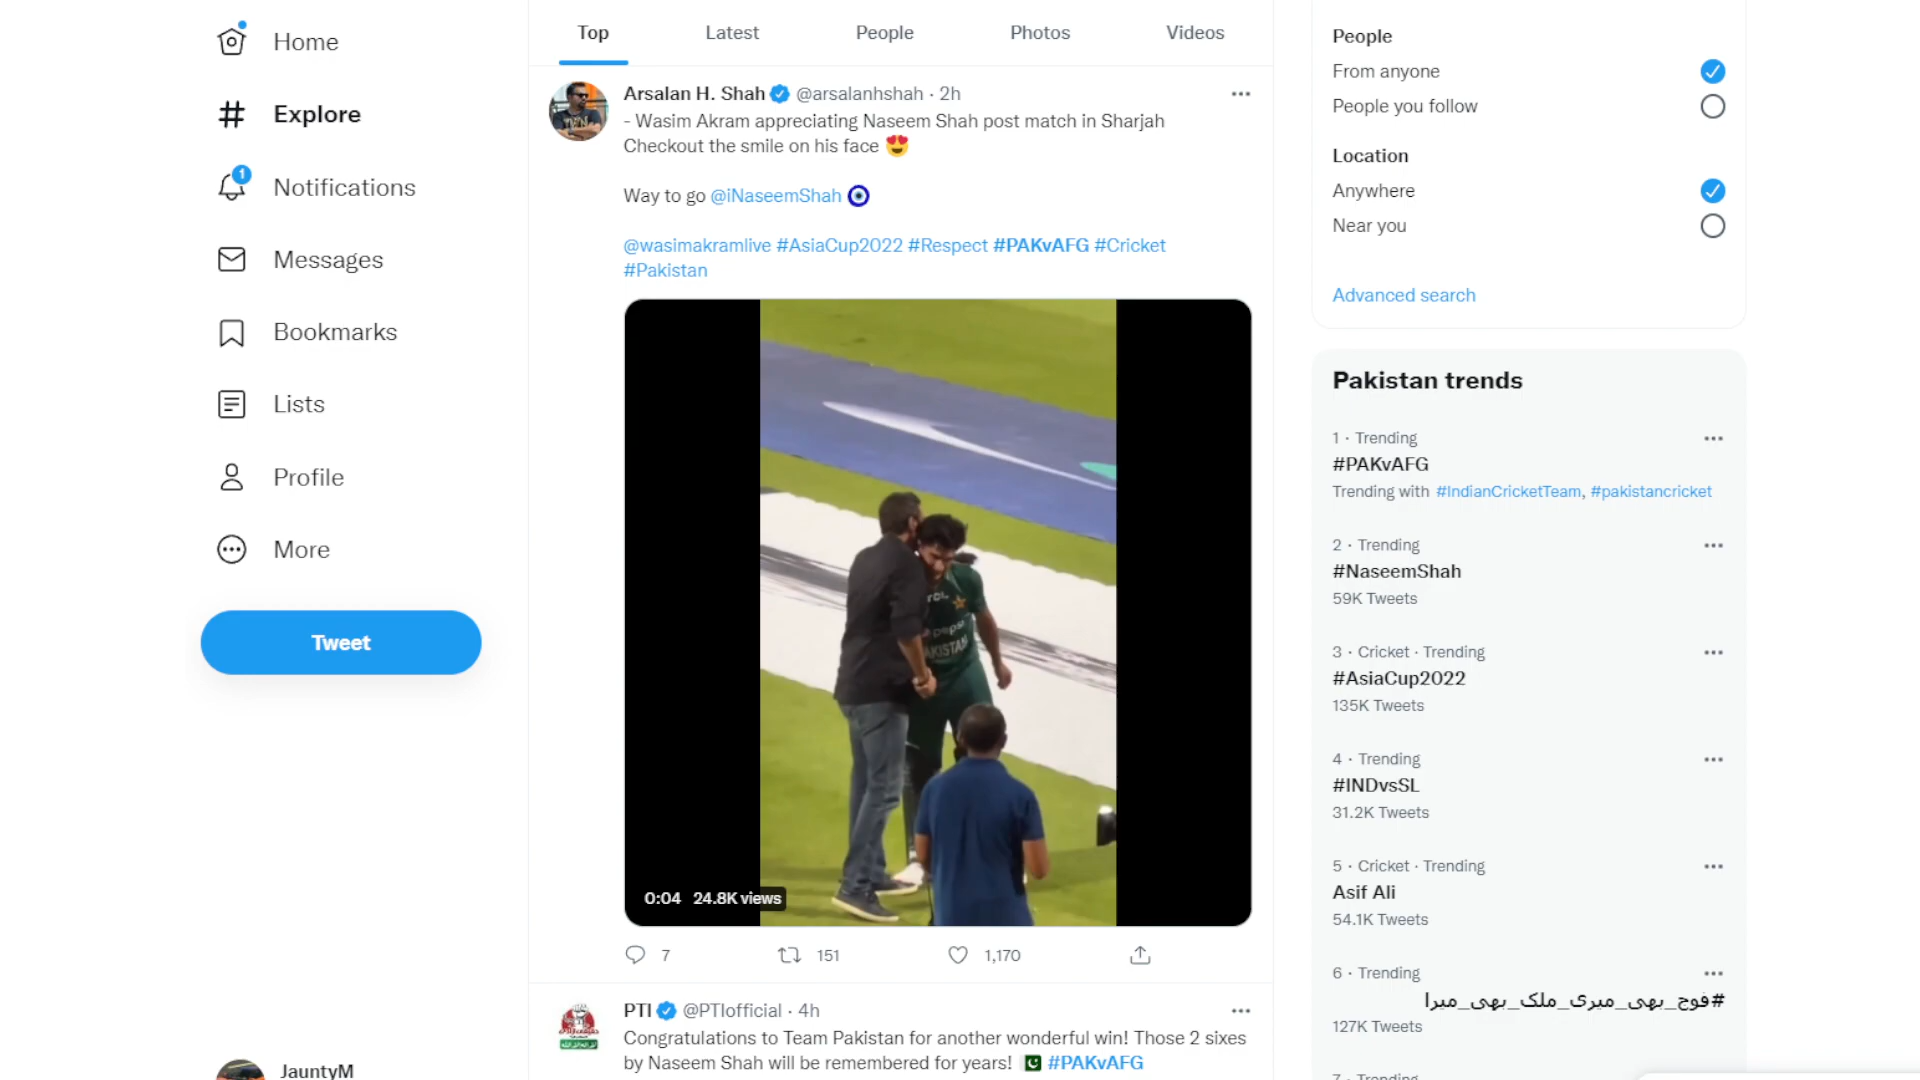 Home
Explore
1
Notifications
Messages
Bookmarks
Lists
Profile
More
Tweet
JauntyM
Top Latest People Photos Videos
Arsalan H. Shah @arsalanhshah · 2h
- Wasim Akram appreciating Naseem Shah post match in Sharjah
Checkout the smile on his face 😍
Way to go @iNaseemShah 🧿
@wasimakramlive #AsiaCup2022 #Respect #PAKvAFG #Cricket
#Pakistan
TCL
pepsi
PAKISTAN
0:04 24.8K views
7 151 1,170
PTI @PTIofficial · 4h
Congratulations to Team Pakistan for another wonderful win! Those 2 sixes
by Naseem Shah will be remembered for years! 🇵🇰 #PAKvAFG
People
From anyone
People you follow
Location
Anywhere
Near you
Advanced search
Pakistan trends
1 · Trending
#PAKvAFG
Trending with #IndianCricketTeam, #pakistancricket
2 · Trending
#NaseemShah
59K Tweets
3 · Cricket · Trending
#AsiaCup2022
135K Tweets
4 · Trending
#INDvsSL
31.2K Tweets
5 · Cricket · Trending
Asif Ali
54.1K Tweets
6 · Trending
#فوج_بھی_میری_ملک_بھی_میرا
127K Tweets
7 · Trending